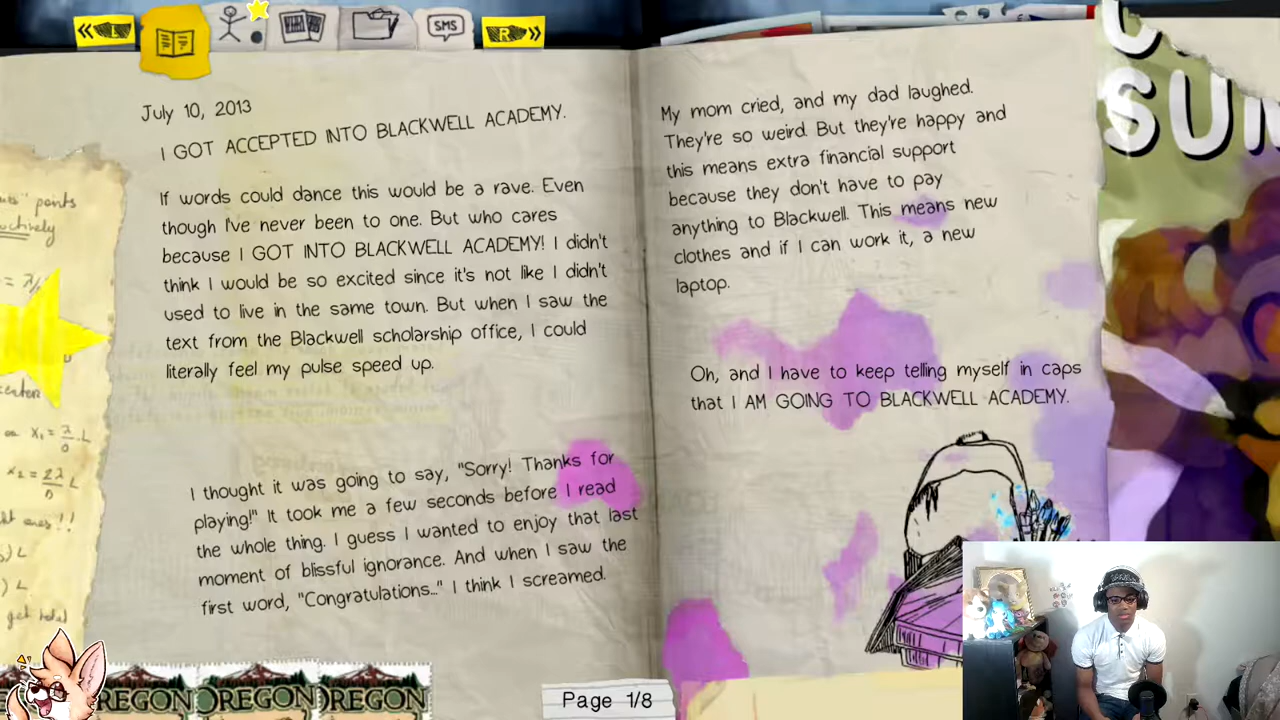 L
SMS
R
July 10, 2013
I GOT ACCEPTED INTO BLACKWELL ACADEMY.
If words could dance this would be a rave. Even
though I've never been to one. But who cares
because I GOT INTO BLACKWELL ACADEMY! I didn't
think I would be so excited since it's not like I didn't
used to live in the same town. But when I saw the
text from the Blackwell scholarship office, I could
literally feel my pulse speed up.
I thought it was going to say, "Sorry! Thanks for
playing!" It took me a few seconds before I read
the whole thing. I guess I wanted to enjoy that last
moment of blissful ignorance. And when I saw the
first word, "Congratulations..." I think I screamed.
My mom cried, and my dad laughed.
They're so weird. But they're happy and
this means extra financial support
because they don't have to pay
anything to Blackwell. This means new
clothes and if I can work it, a new
laptop.
Oh, and I have to keep telling myself in caps
that I AM GOING TO BLACKWELL ACADEMY.
points
SUN
OREGON OREGON OREGON
Page 1/8